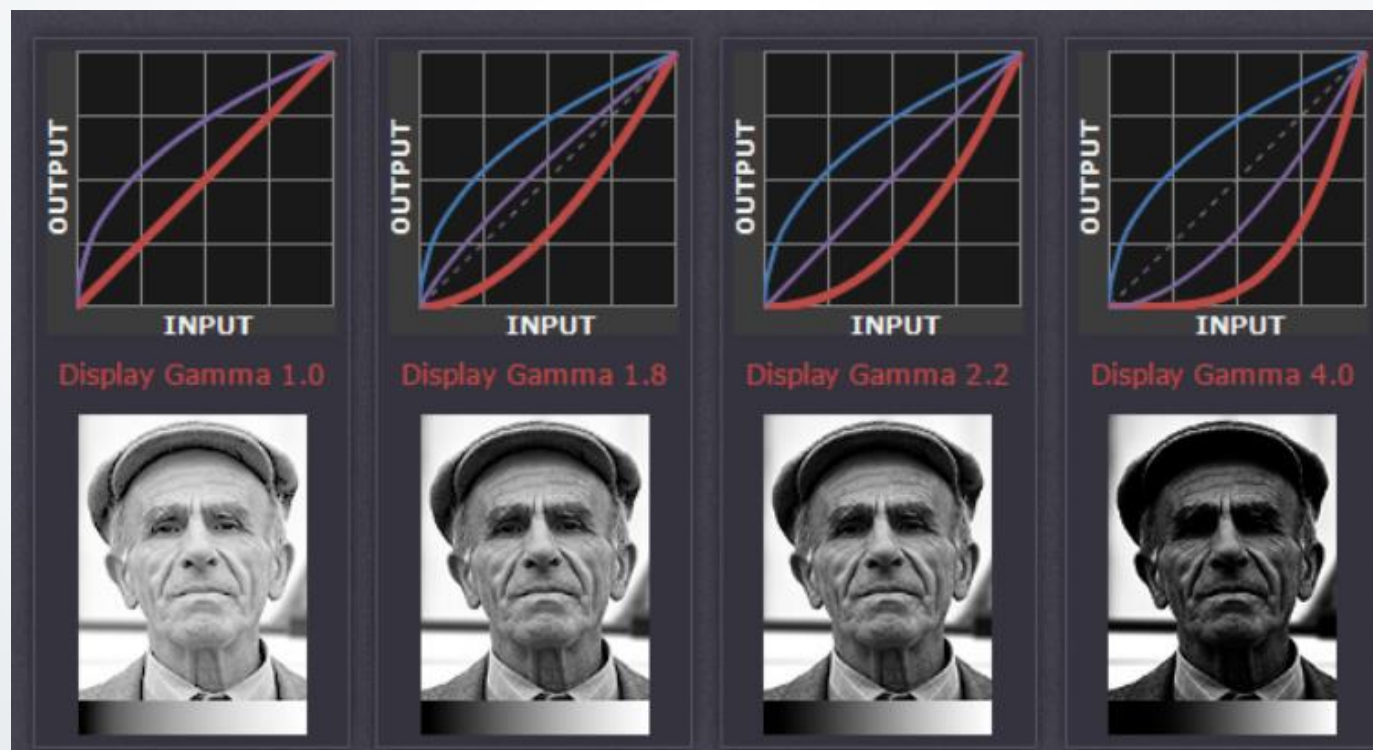 OUTPUT
INPUT
Display Gamma 1.0
OUTPUT
INPUT
Display Gamma 1.8
OUTPUT
INPUT
Display Gamma 2.2
OUTPUT
INPUT
Display Gamma 4.0